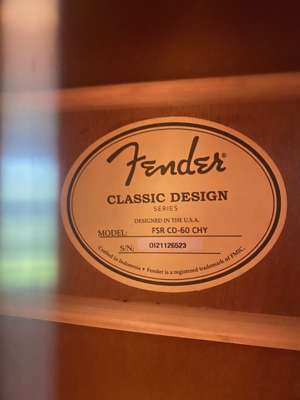 Fender
CLASSIC DESIGN
SERIES
DESIGNED IN THE U.S.A.
MODEL: FSR CD-60 CHY
S/N: OI21126523
Crafted in Indonesia • Fender is a registered trademark of FMIC.